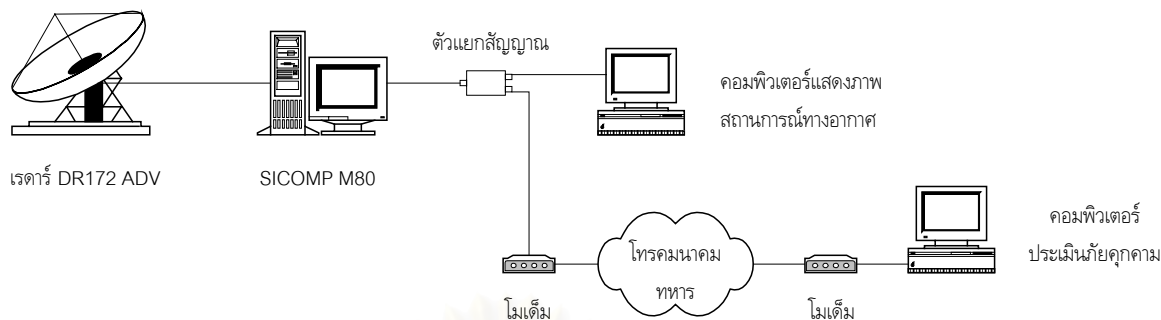 ตัวแยกสัญญาณ
คอมพิวเตอร์แสดงภาพ
สถานการณ์ทางอากาศ
เรดาร์ DR172 ADV
SICOMP M80
คอมพิวเตอร์
ประเมินภัยคุกคาม
โทรคมนาคม
ทหาร
โมเด็ม
โมเด็ม